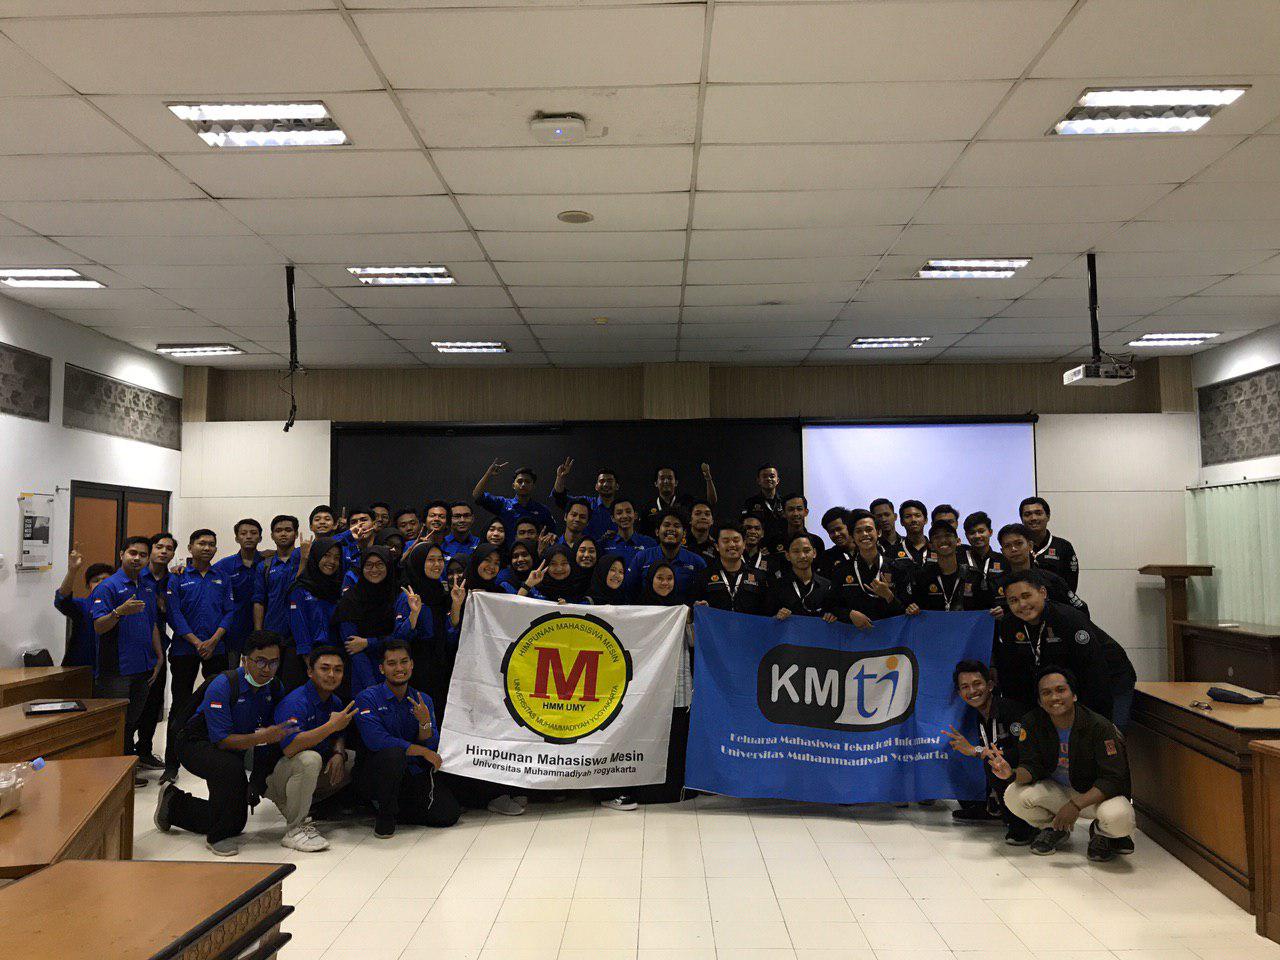 HIMPUNAN MAHASISWA MESIN
M
HMM UMY
UNIVERSITAS MUHAMMADIYAH YOGYAKARTA
Himpunan Mahasiswa Mesin
Universitas Muhammadiyah Yogyakarta
KMti
Keluarga Mahasiswa Teknologi Informasi
Universitas Muhammadiyah Yogyakarta